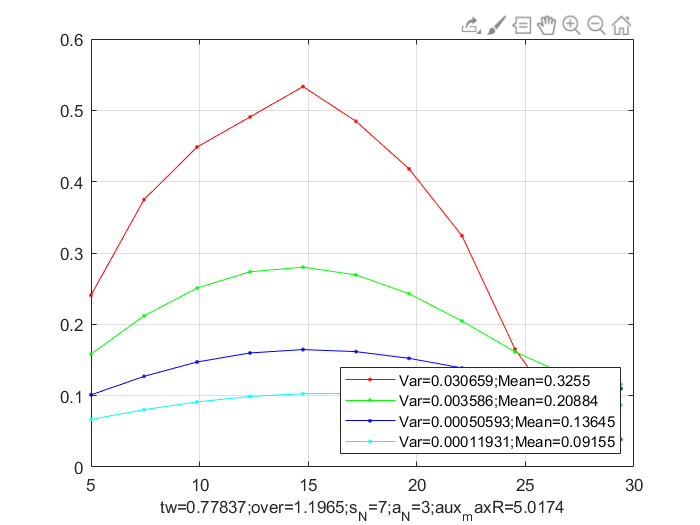 0.6
0.5
0.4
0.3
0.2
0.1
0
Var=0.030659;Mean=0.3255
Var=0.003586;Mean=0.20884
Var=0.00050593;Mean=0.13645
Var=0.00011931;Mean=0.09155
5 10 15 20 25 30
tw=0.77837;over=1.1965;s_N=7;a_N=3;aux_maxR=5.0174